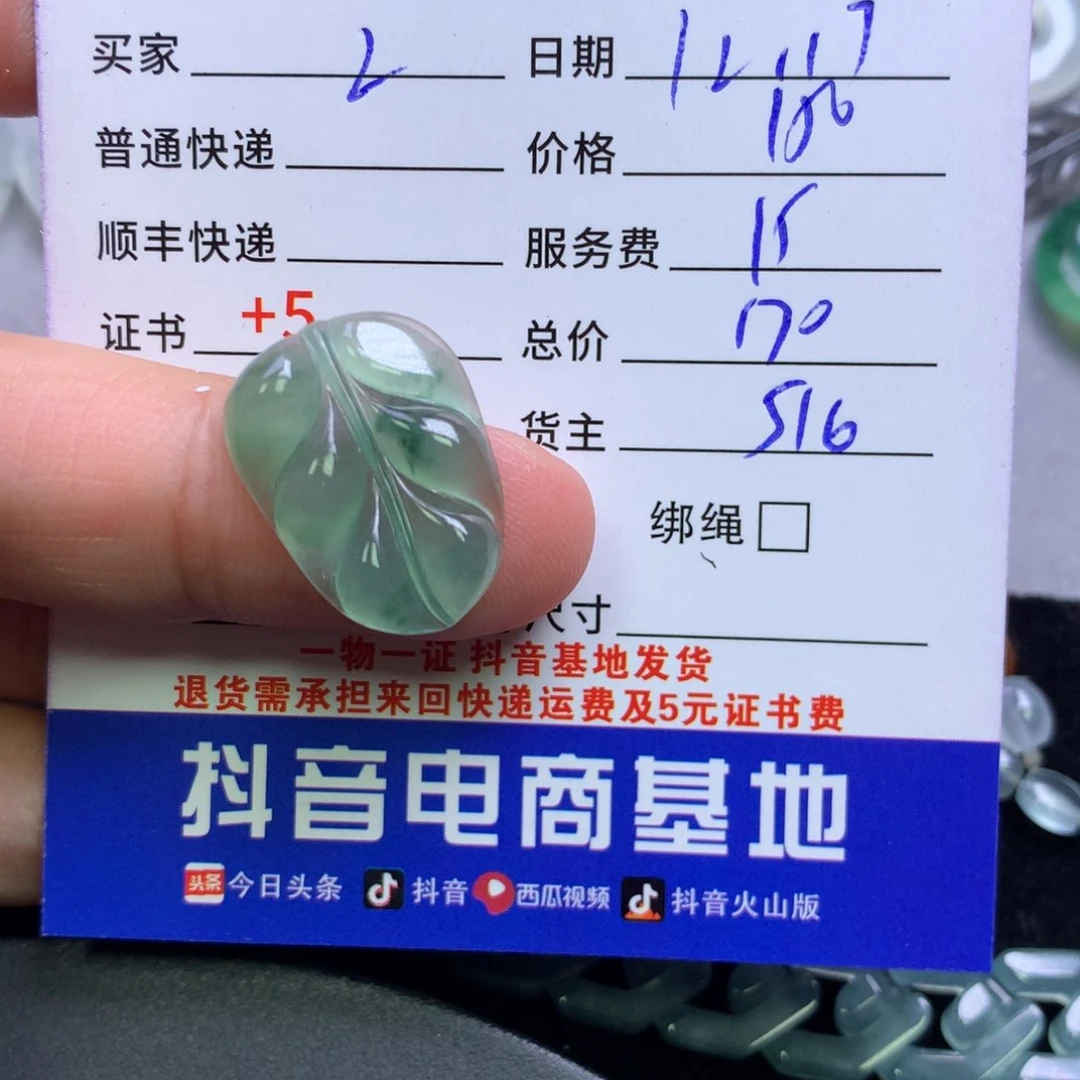 买家 2 日期 12.117
普通快递 价格
顺丰快递 服务费 15
证书 +5 总价 170
货主 516
绑绳
尺寸
一物一证 抖音基地发货
退货需承担来回快递运费及5元证书费
抖音电商基地
头条 今日头条 抖音 西瓜视频 抖音火山版